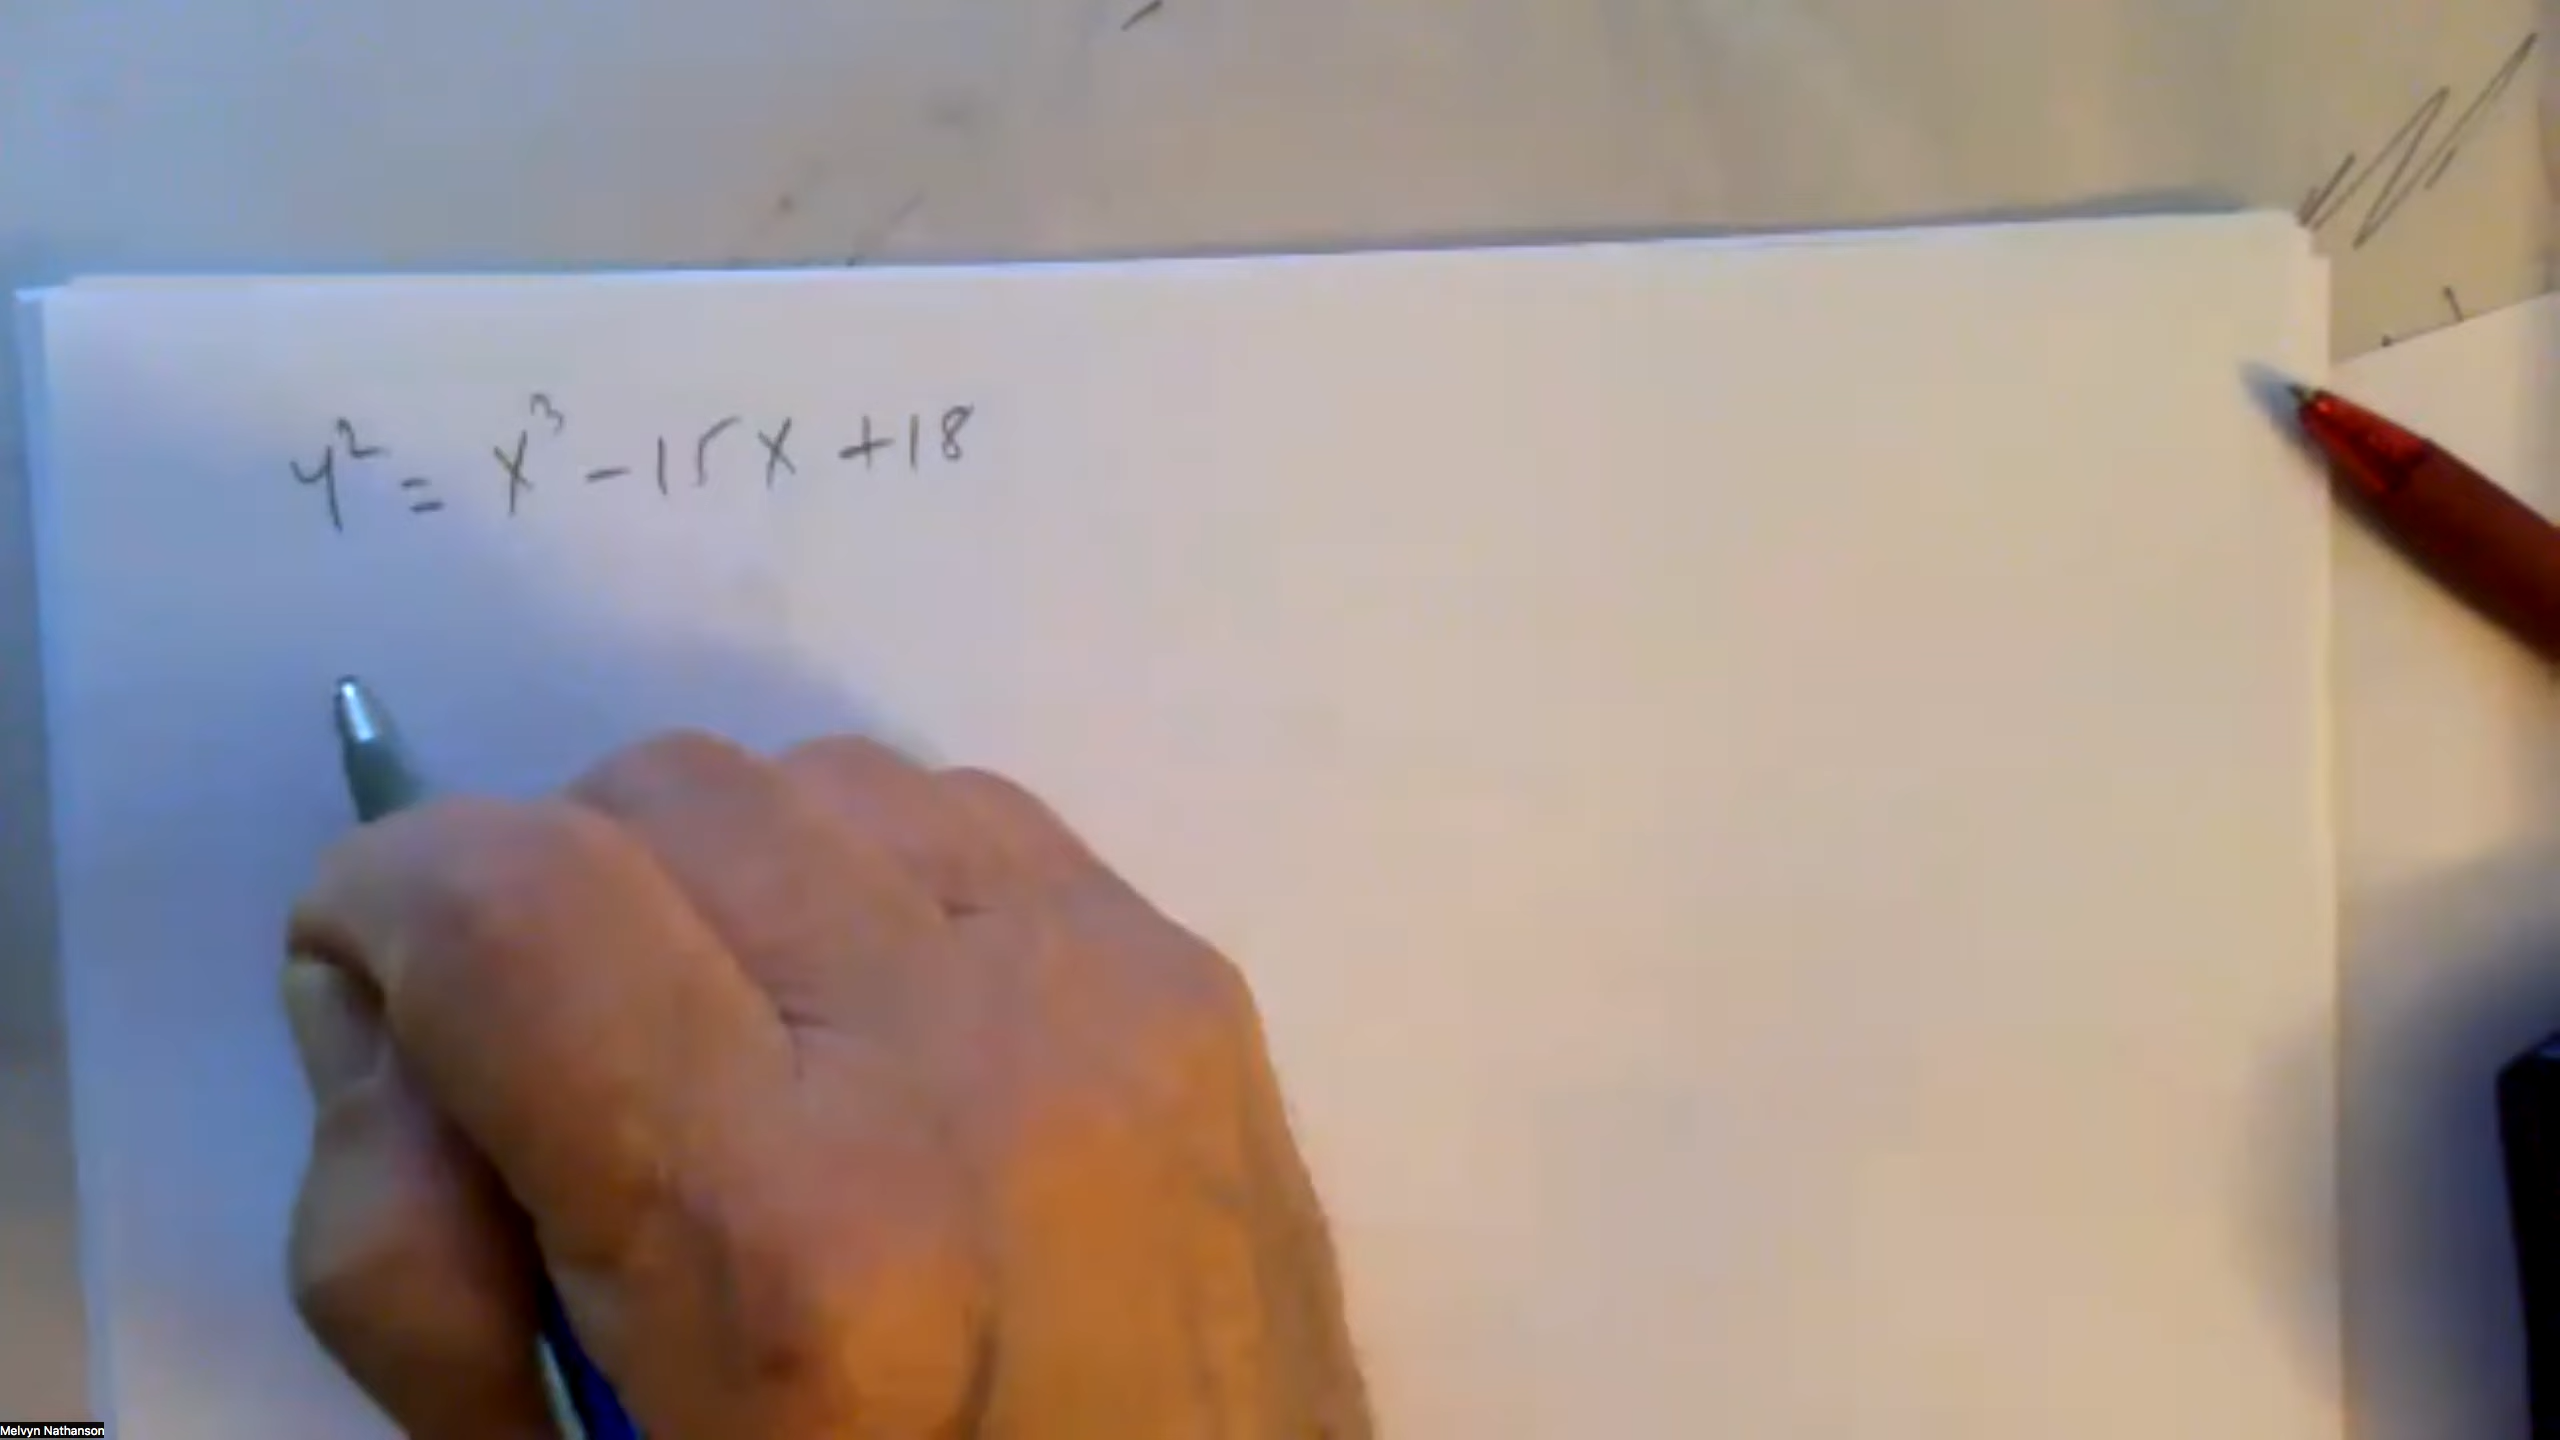 y² = x³ - 15x + 18
Melvyn Nathanson